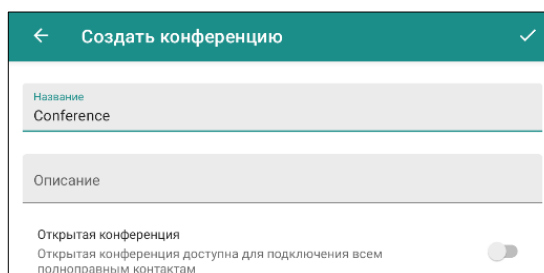 Создать конференцию
Название
Conference
Описание
Открытая конференция
Открытая конференция доступна для подключения всем
полноправным контактам